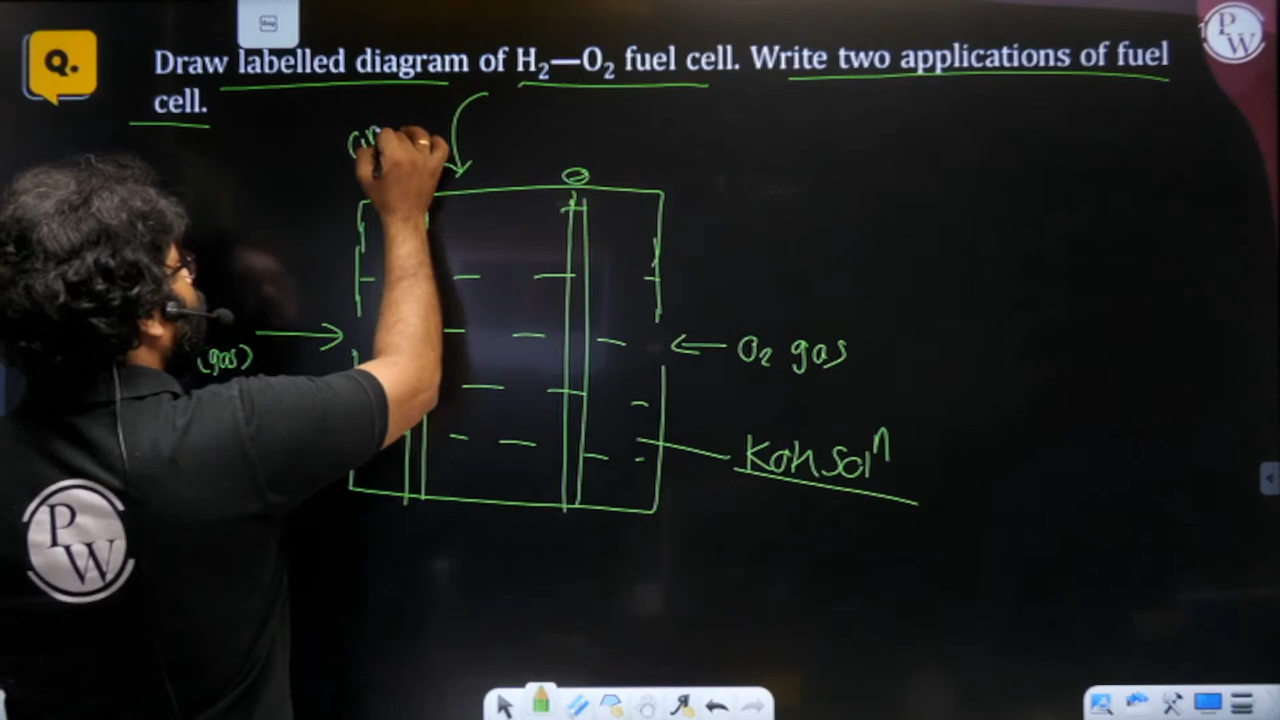 Q.
Draw labelled diagram of H₂—O₂ fuel cell. Write two applications of fuel
cell.
PW
⊖
(gas)
O₂ gas
KOH solⁿ
PW